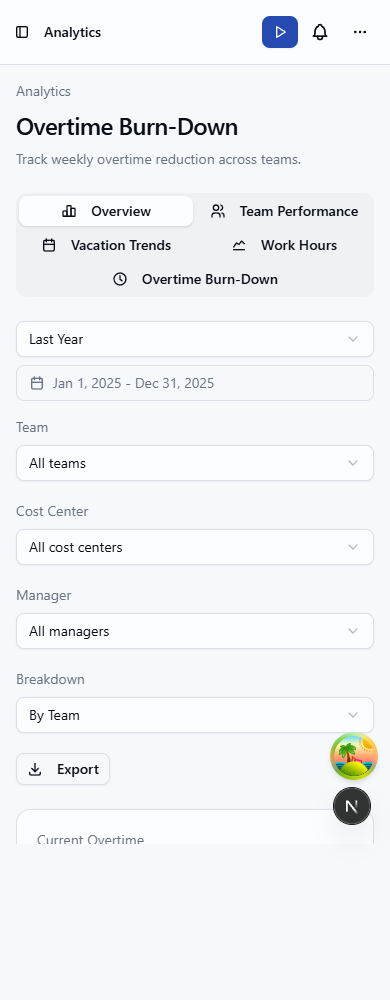 Analytics
Analytics
Overtime Burn-Down
Track weekly overtime reduction across teams.
Overview
Team Performance
Vacation Trends
Work Hours
Overtime Burn-Down
Last Year
Jan 1, 2025 - Dec 31, 2025
Team
All teams
Cost Center
All cost centers
Manager
All managers
Breakdown
By Team
Export
N
Current Overtime